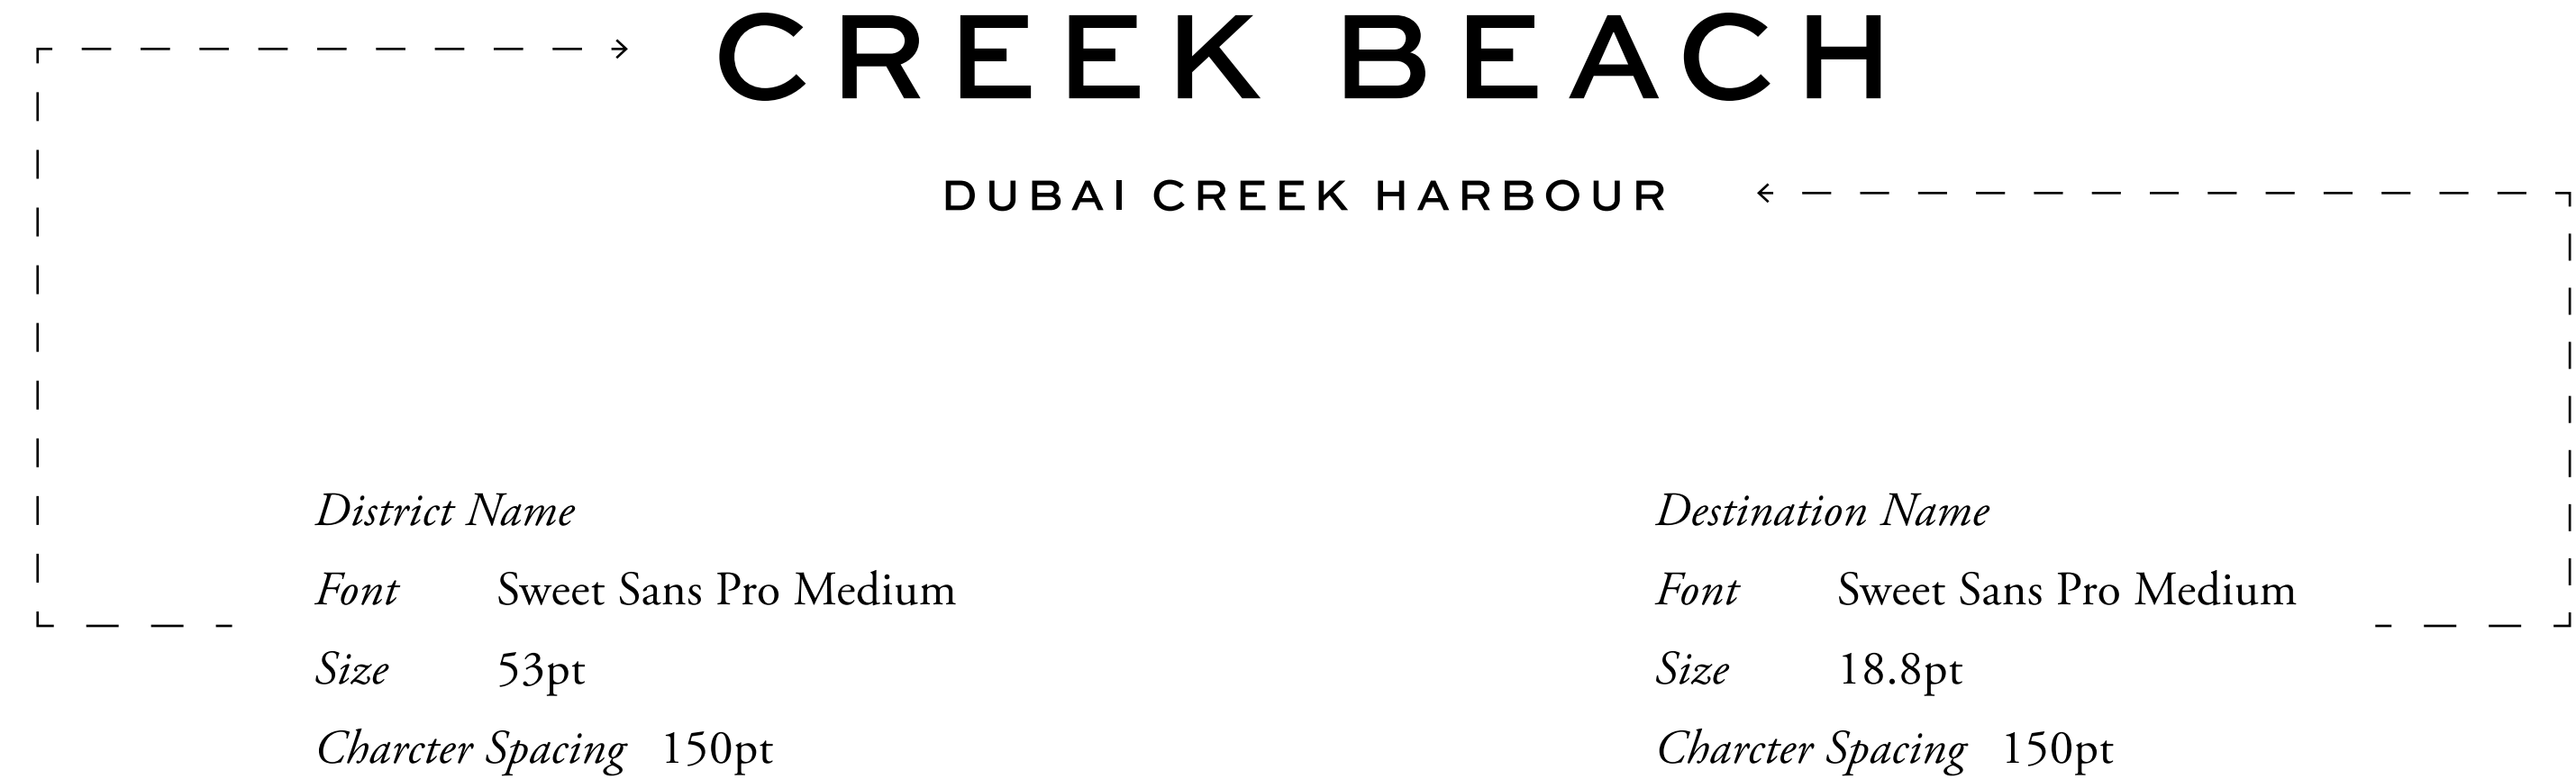 CREEK BEACH
DUBAI CREEK HARBOUR
District Name
Font Sweet Sans Pro Medium
Size 53pt
Charcter Spacing 150pt
Destination Name
Font Sweet Sans Pro Medium
Size 18.8pt
Charcter Spacing 150pt